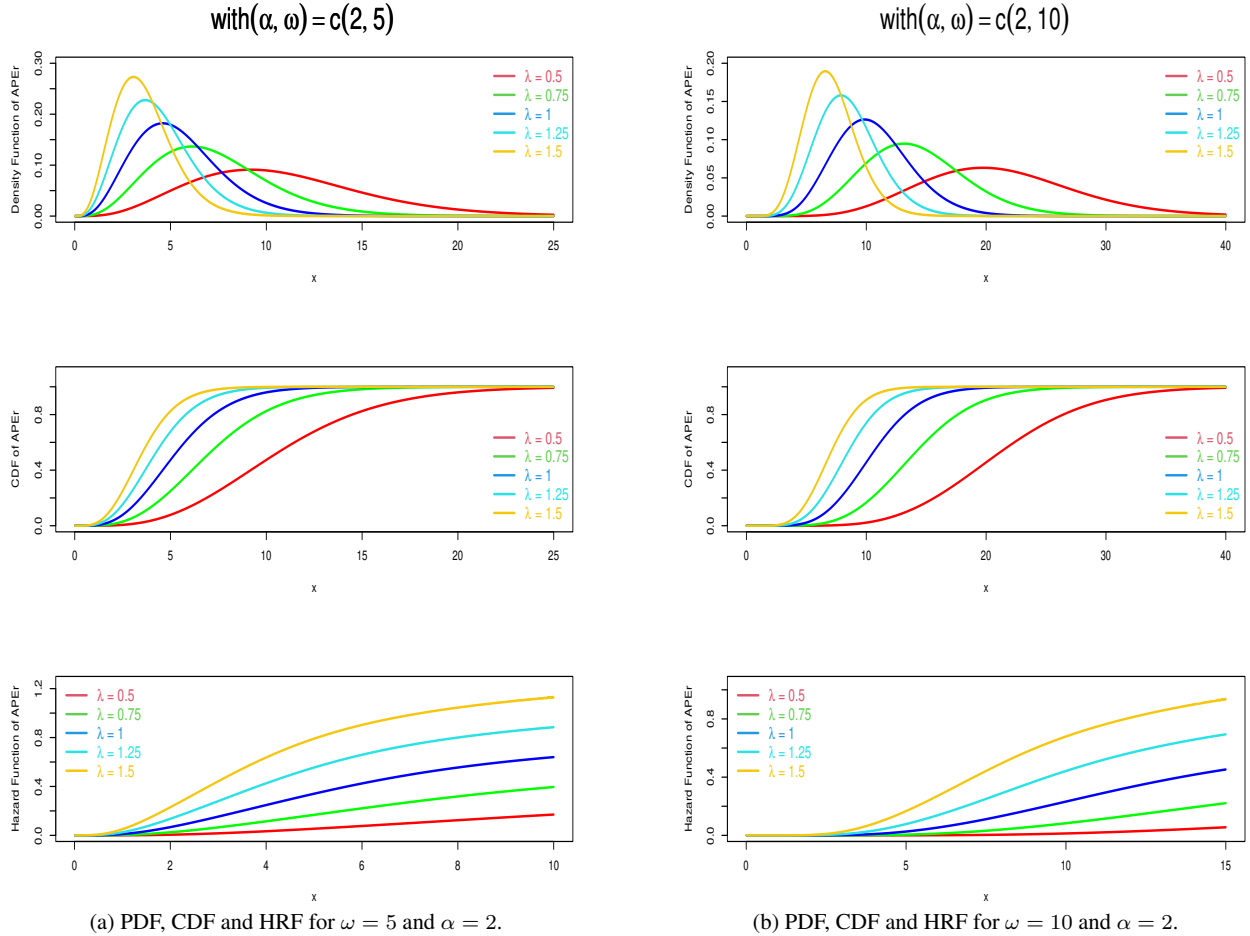 with(α, ω) = c(2, 5)
Density Function of APEr
0.00 0.10 0.20 0.30
λ = 0.5
λ = 0.75
λ = 1
λ = 1.25
λ = 1.5
0 5 10 15 20 25
x
CDF of APEr
0.0 0.4 0.8
λ = 0.5
λ = 0.75
λ = 1
λ = 1.25
λ = 1.5
0 5 10 15 20 25
x
Hazard Function of APEr
0.0 0.4 0.8 1.2
λ = 0.5
λ = 0.75
λ = 1
λ = 1.25
λ = 1.5
0 2 4 6 8 10
x
(a) PDF, CDF and HRF for ω = 5 and α = 2.
with(α, ω) = c(2, 10)
Density Function of APEr
0.00 0.05 0.10 0.15 0.20
λ = 0.5
λ = 0.75
λ = 1
λ = 1.25
λ = 1.5
0 10 20 30 40
x
CDF of APEr
0.0 0.4 0.8
λ = 0.5
λ = 0.75
λ = 1
λ = 1.25
λ = 1.5
0 10 20 30 40
x
Hazard Function of APEr
0.0 0.4 0.8
λ = 0.5
λ = 0.75
λ = 1
λ = 1.25
λ = 1.5
0 5 10 15
x
(b) PDF, CDF and HRF for ω = 10 and α = 2.